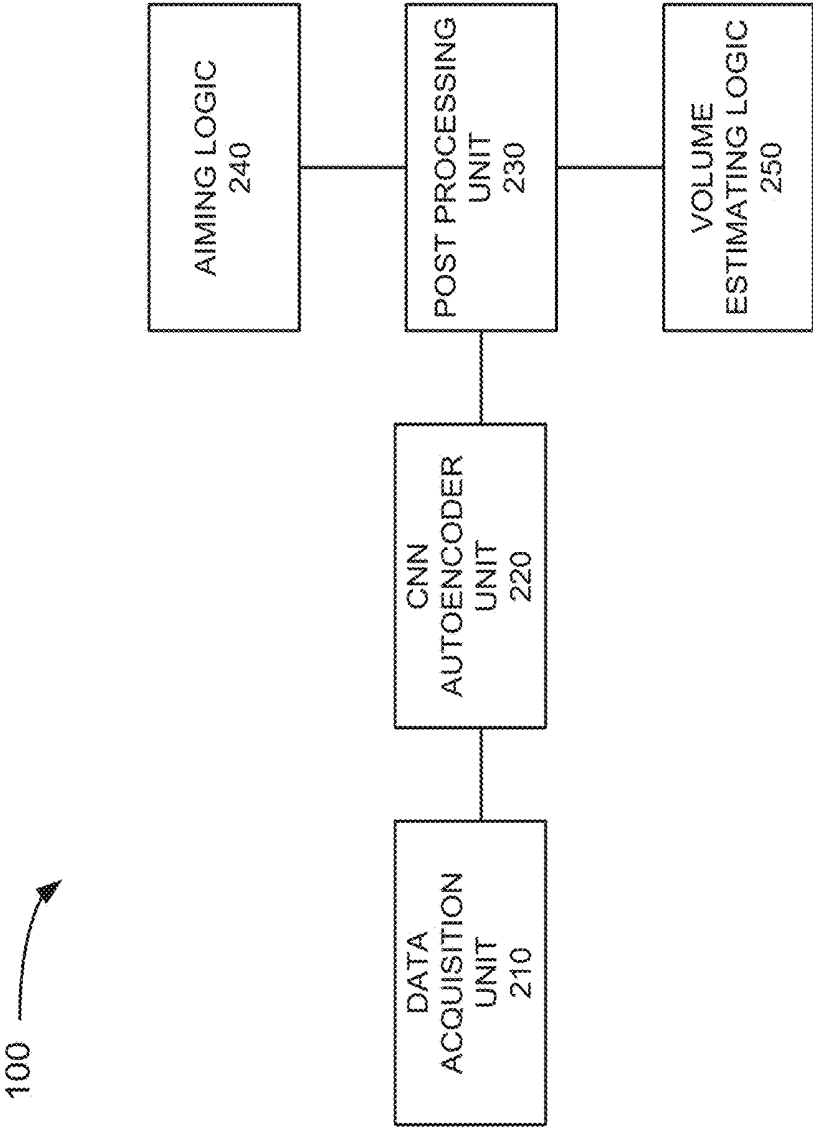 100
DATA
ACQUISITION
UNIT
210
CNN
AUTOENCODER
UNIT
220
AIMING LOGIC
240
POST PROCESSING
UNIT
230
VOLUME
ESTIMATING LOGIC
250